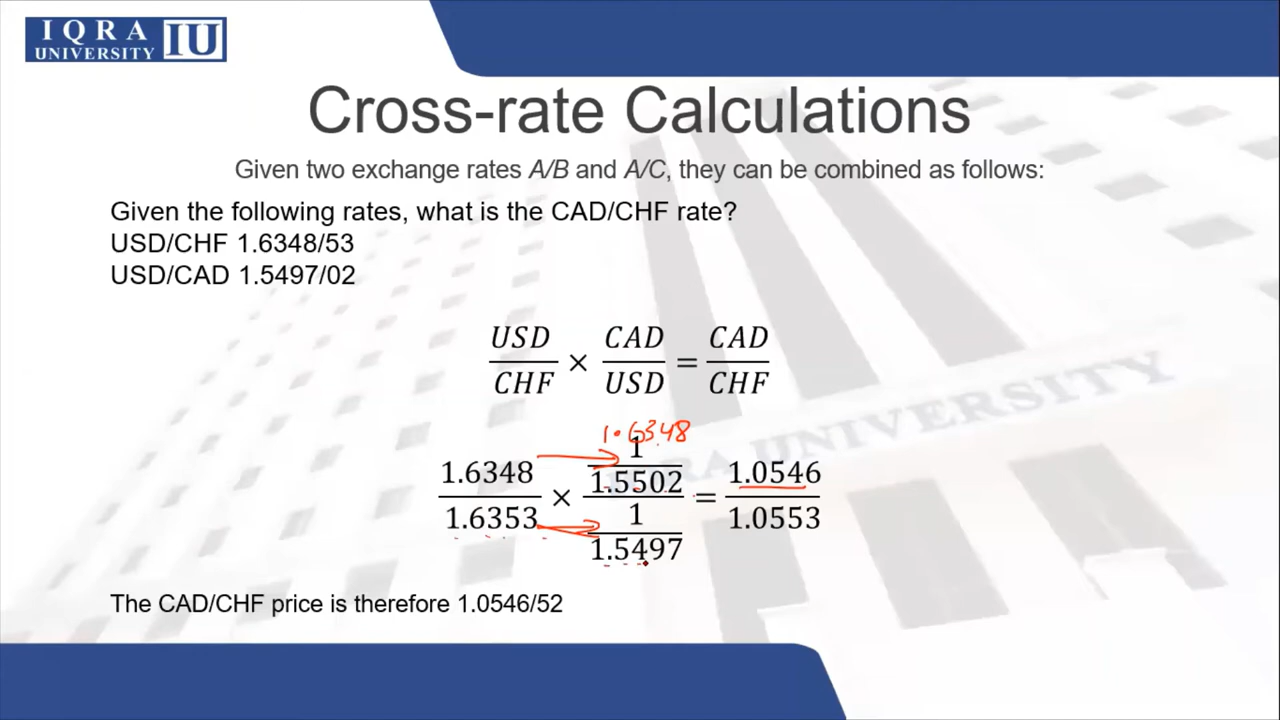 IQRA
UNIVERSITY IU
Cross-rate Calculations
Given two exchange rates A/B and A/C, they can be combined as follows:
Given the following rates, what is the CAD/CHF rate?
USD/CHF 1.6348/53
USD/CAD 1.5497/02
USD/CHF × CAD/USD = CAD/CHF
1.6348
1.6348 1 1.0546
1.5502
1.6353 × 1 = 1.0553
1.5497
The CAD/CHF price is therefore 1.0546/52
IQRA UNIVERSITY